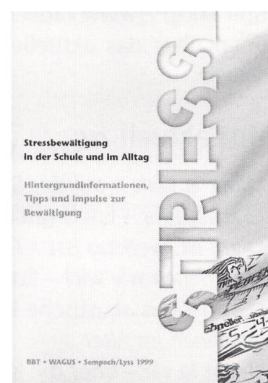 STRESS
Stressbewältigung
in der Schule und im Alltag
Hintergrundinformationen,
Tipps und Impulse zur
Bewältigung
schneller
BBT • WAGUS • Sempach/Lyss 1999